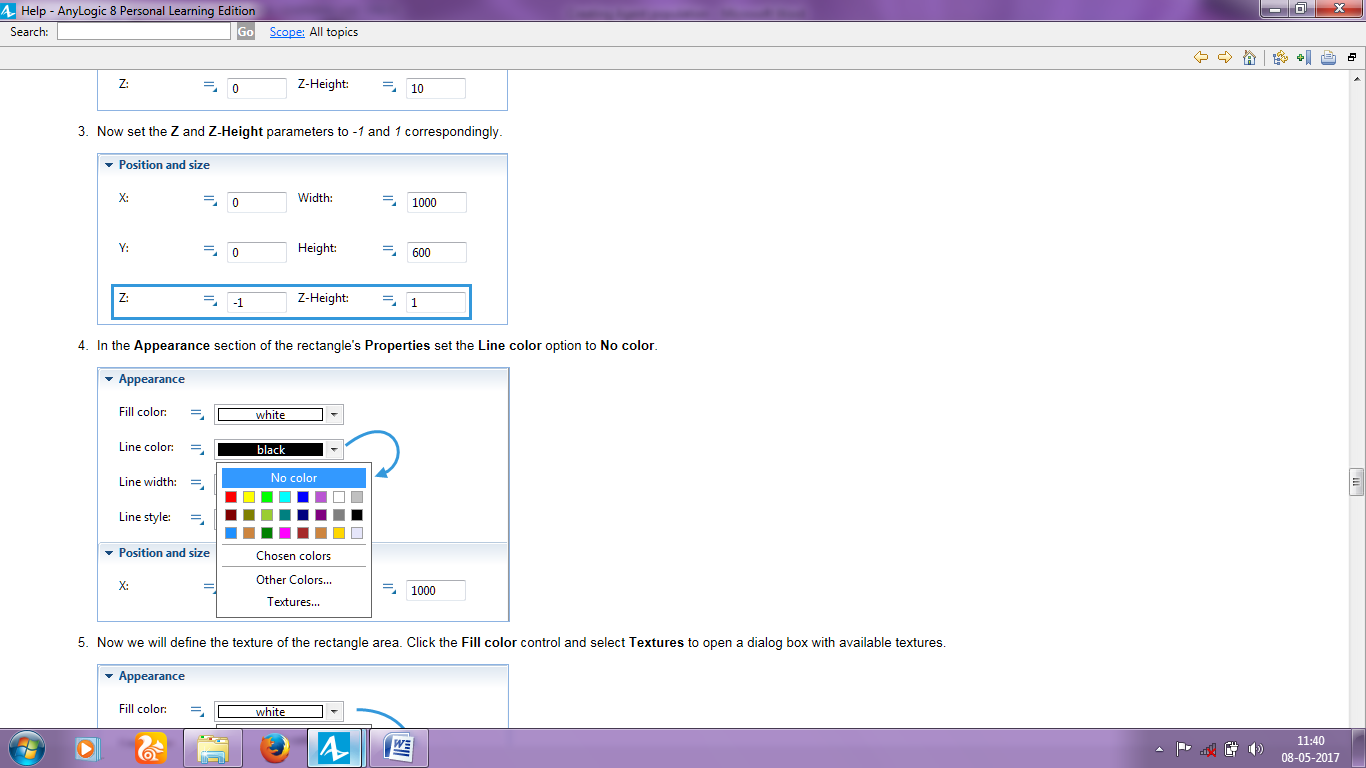 Help - AnyLogic 8 Personal Learning Edition
Search: Go Scope: All topics
Z: 0 Z-Height: 10
3. Now set the Z and Z-Height parameters to -1 and 1 correspondingly.
Position and size
X: 0 Width: 1000
Y: 0 Height: 600
Z: -1 Z-Height: 1
4. In the Appearance section of the rectangle's Properties set the Line color option to No color.
Appearance
Fill color: white
Line color: black
No color
Line width:
Line style:
Chosen colors
Position and size
Other Colors...
X: 1000
Textures...
5. Now we will define the texture of the rectangle area. Click the Fill color control and select Textures to open a dialog box with available textures.
Appearance
Fill color: white
11:40
08-05-2017